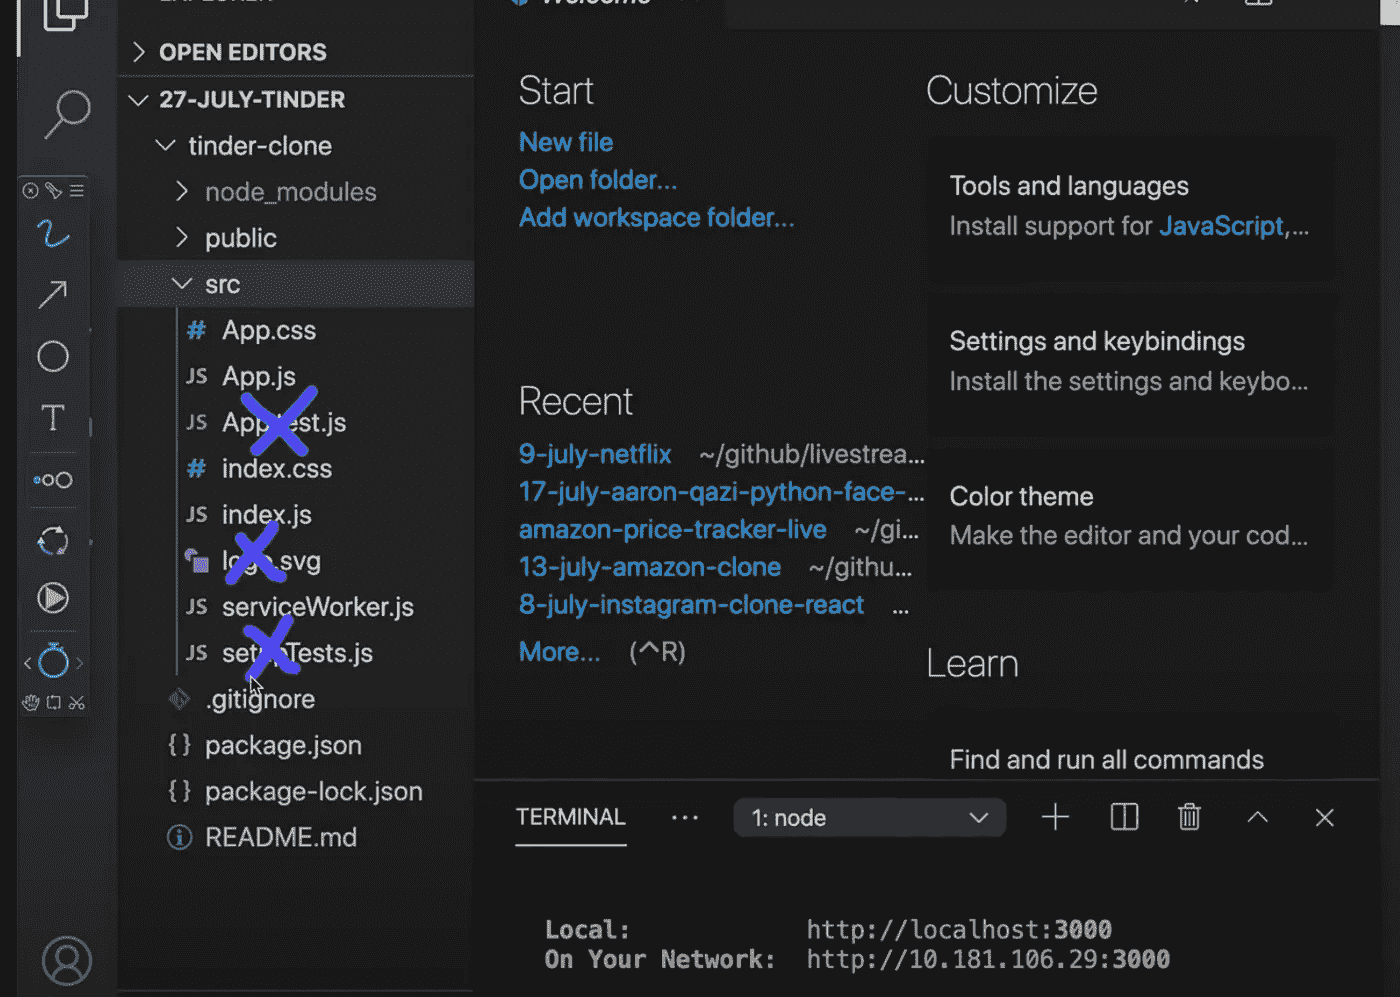 EXPLORER
OPEN EDITORS
27-JULY-TINDER
tinder-clone
node_modules
public
src
# App.css
JS App.js
JS App.test.js
# index.css
JS index.js
logo.svg
JS serviceWorker.js
JS setupTests.js
.gitignore
{} package.json
{} package-lock.json
README.md
T
Welcome
Start
New file
Open folder...
Add workspace folder...
Recent
9-july-netflix ~/github/livestrea...
17-july-aaron-qazi-python-face-...
amazon-price-tracker-live ~/gi...
13-july-amazon-clone ~/githu...
8-july-instagram-clone-react ...
More... (^R)
Customize
Tools and languages
Install support for JavaScript,...
Settings and keybindings
Install the settings and keybo...
Color theme
Make the editor and your cod...
Learn
Find and run all commands
TERMINAL ... 1: node
Local: http://localhost:3000
On Your Network: http://10.181.106.29:3000